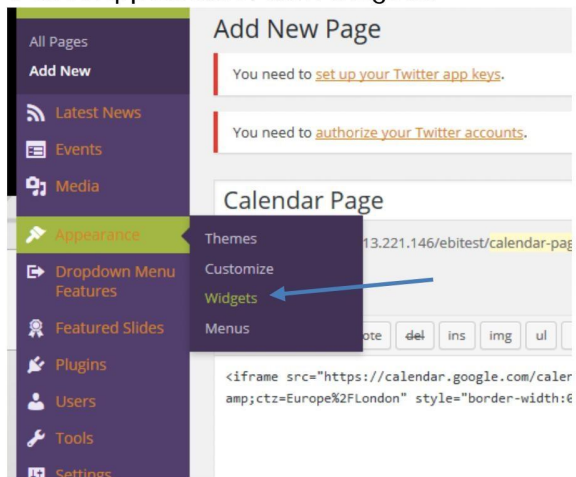 Add New Page
All Pages
Add New
You need to set up your Twitter app keys.
Latest News
You need to authorize your Twitter accounts.
Events
Media
Calendar Page
Appearance
Themes
13.221.146/ebitest/calendar-pag
Customize
Dropdown Menu
Features
Widgets
Featured Slides
Menus
ote del ins img ul
Plugins
<iframe src="https://calendar.google.com/calen
amp;ctz=Europe%2FLondon" style="border-width:0
Users
Tools
Settings